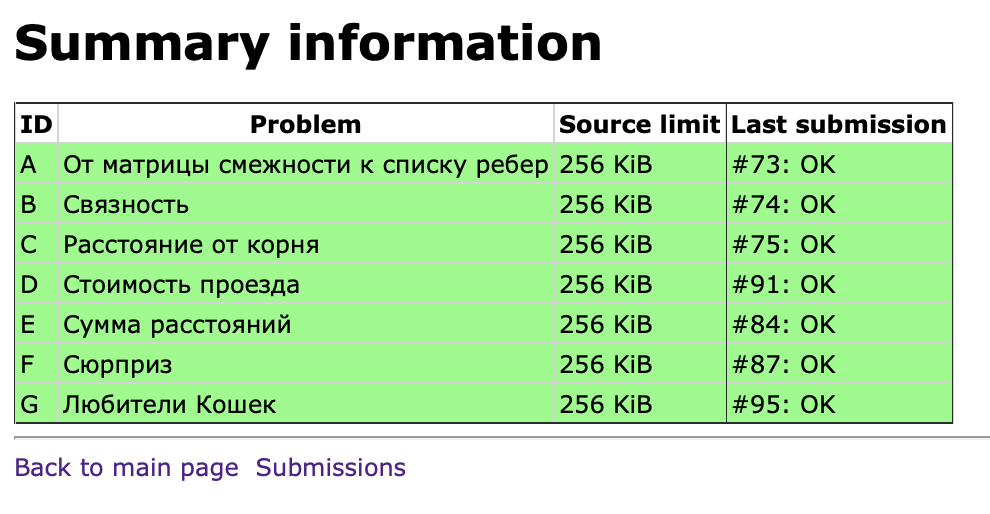 Summary information
ID Problem Source limit Last submission
A От матрицы смежности к списку ребер 256 KiB #73: OK
B Связность 256 KiB #74: OK
C Расстояние от корня 256 KiB #75: OK
D Стоимость проезда 256 KiB #91: OK
E Сумма расстояний 256 KiB #84: OK
F Сюрприз 256 KiB #87: OK
G Любители Кошек 256 KiB #95: OK
Back to main page Submissions